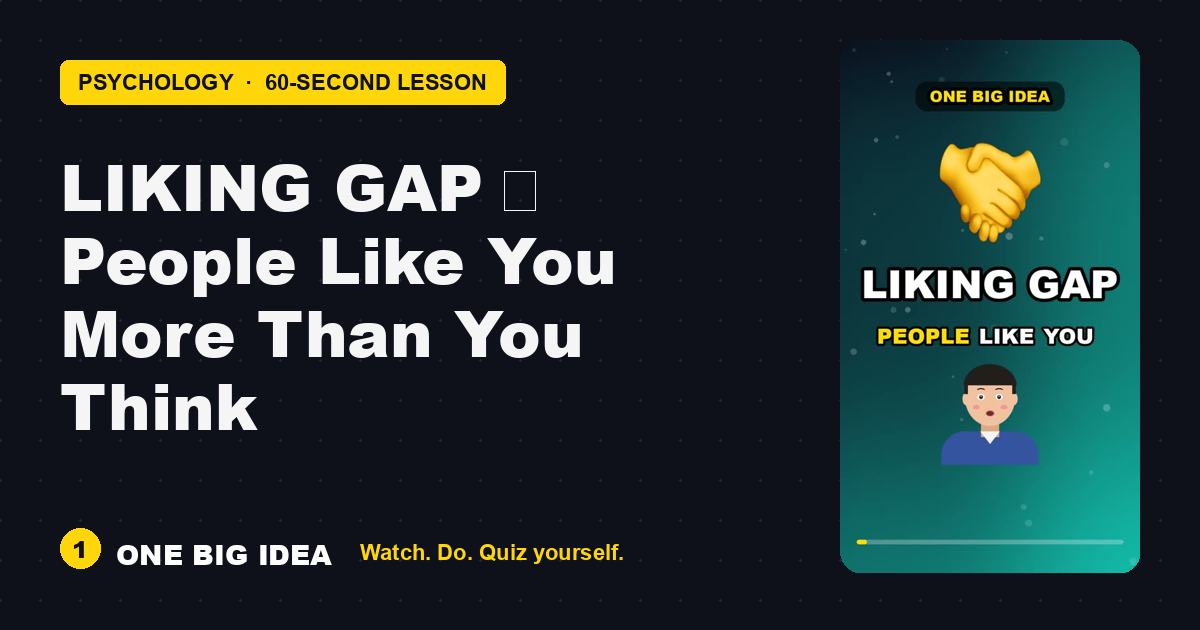 PSYCHOLOGY · 60-SECOND LESSON
LIKING GAP □
People Like You
More Than You
Think
1 ONE BIG IDEA Watch. Do. Quiz yourself.
ONE BIG IDEA
LIKING GAP
PEOPLE LIKE YOU